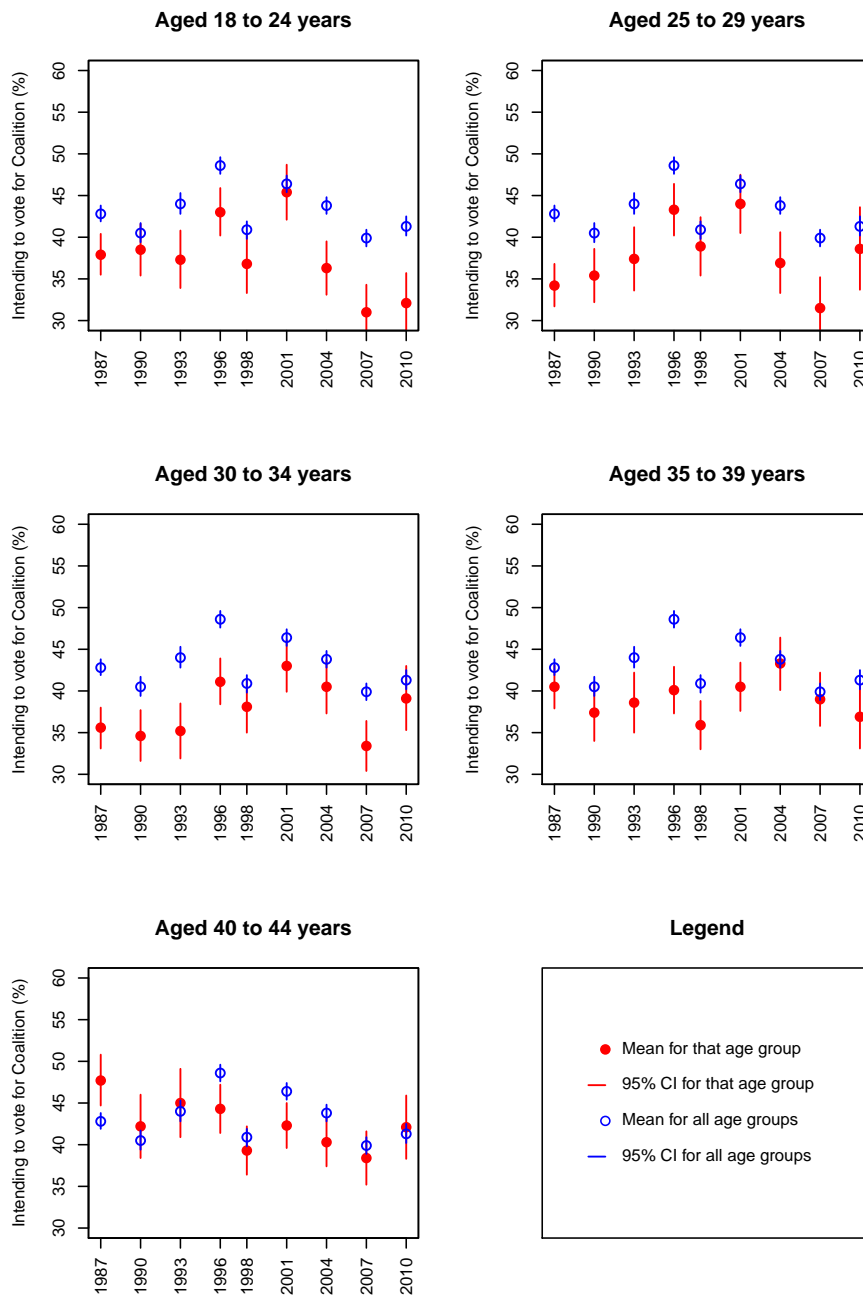 Aged 18 to 24 years
Intending to vote for Coalition (%)
60
55
50
45
40
35
30
1987 1990 1993 1996 1998 2001 2004 2007 2010
Aged 25 to 29 years
Intending to vote for Coalition (%)
60
55
50
45
40
35
30
1987 1990 1993 1996 1998 2001 2004 2007 2010
Aged 30 to 34 years
Intending to vote for Coalition (%)
60
55
50
45
40
35
30
1987 1990 1993 1996 1998 2001 2004 2007 2010
Aged 35 to 39 years
Intending to vote for Coalition (%)
60
55
50
45
40
35
30
1987 1990 1993 1996 1998 2001 2004 2007 2010
Aged 40 to 44 years
Intending to vote for Coalition (%)
60
55
50
45
40
35
30
1987 1990 1993 1996 1998 2001 2004 2007 2010
Legend
Mean for that age group
95% CI for that age group
Mean for all age groups
95% CI for all age groups